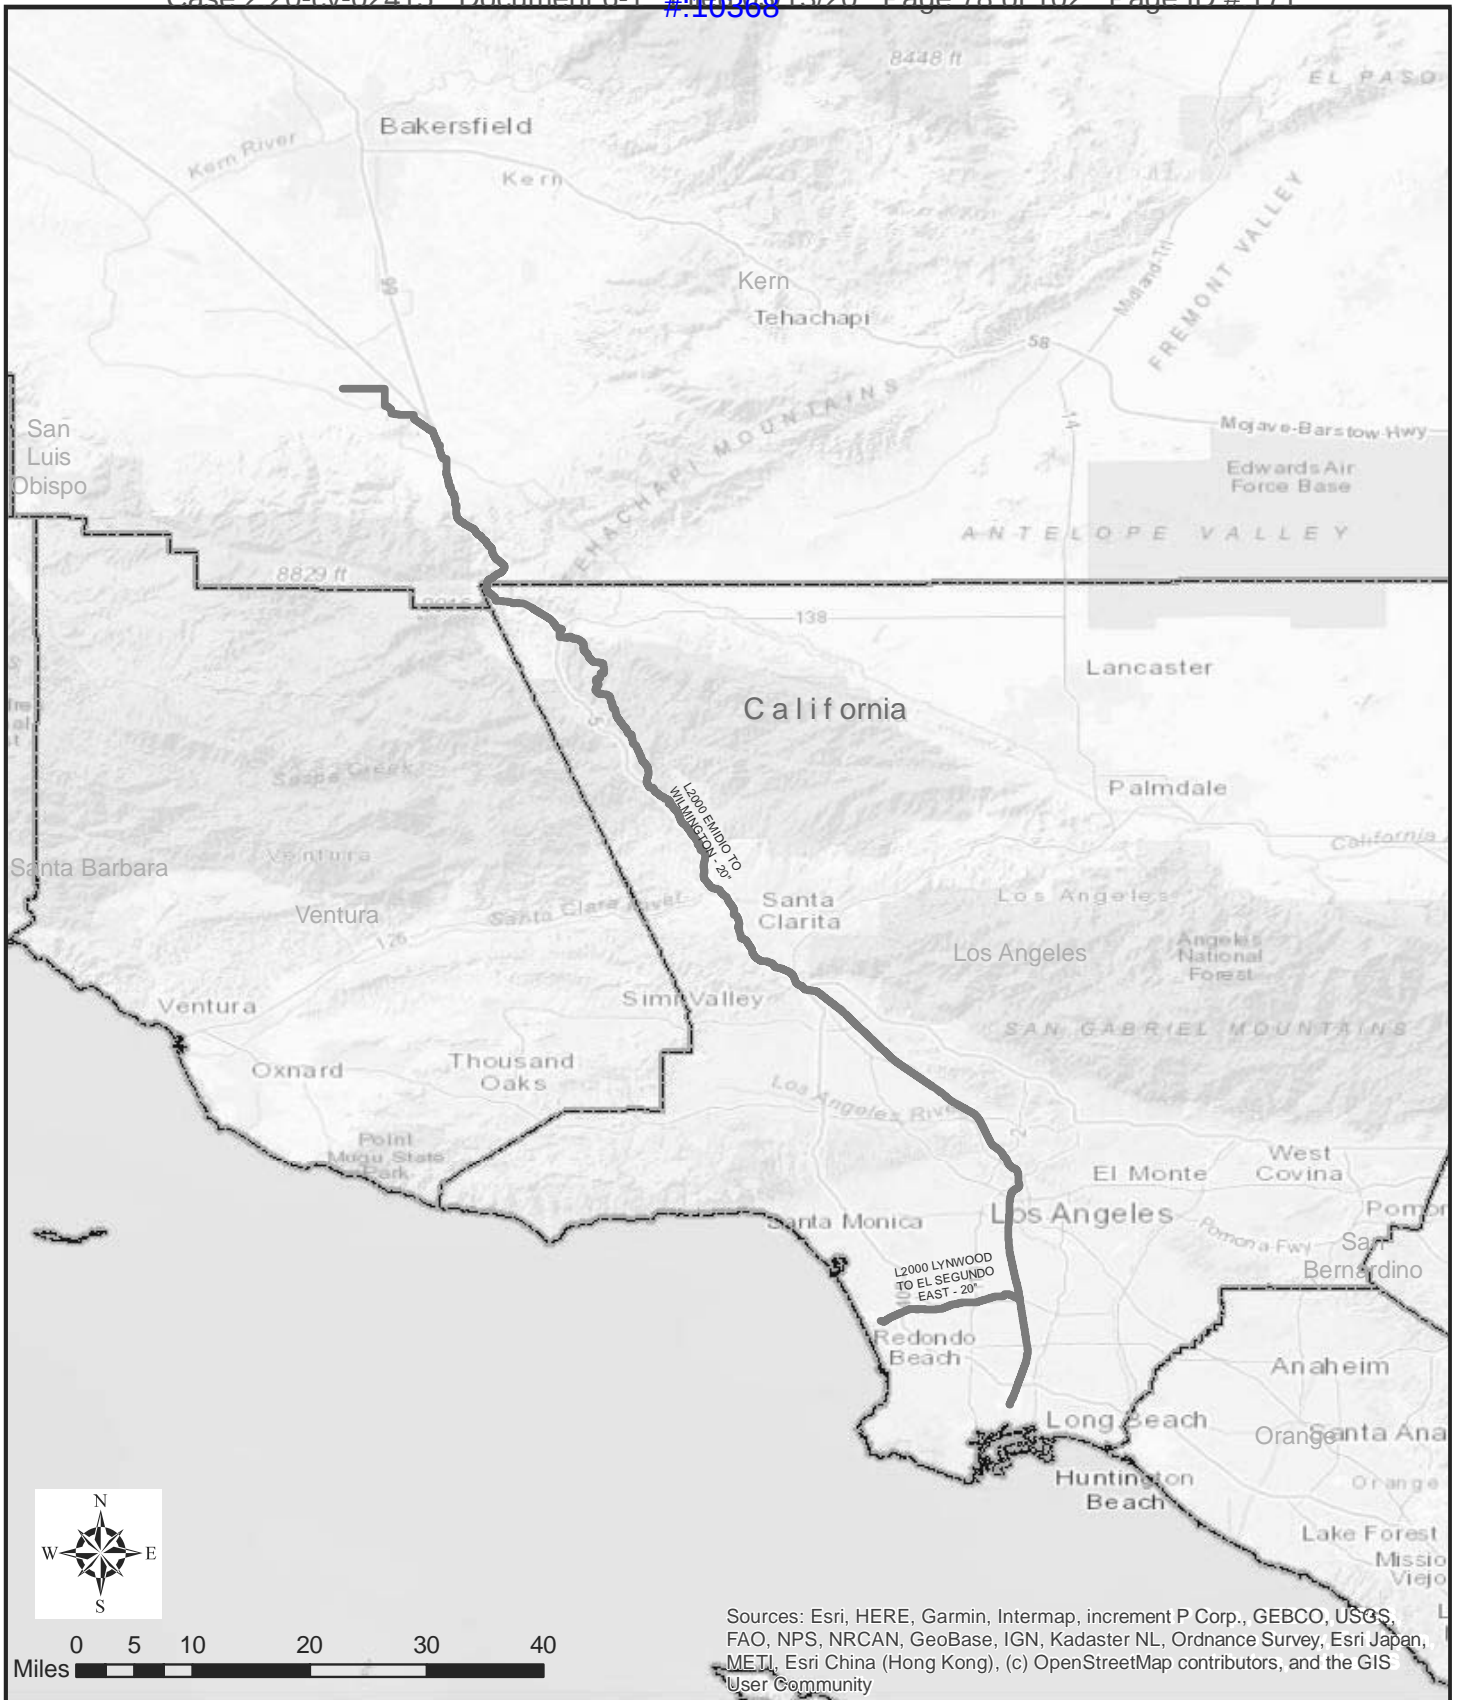 #:10368
8448 ft
EL PASO
Bakersfield
Kern River
Kern
FREMONT VALLEY
Midland Trl
99
Kern
Tehachapi
58
TEHACHAPI MOUNTAINS
14
Mojave-Barstow Hwy
San
Luis
Obispo
Edwards Air
Force Base
ANTELOPE VALLEY
8829 ft
138
Lancaster
California
5
Sespe Creek
L2000 EMIDIO TO
WILMINGTON - 20"
Palmdale
California
Santa Barbara
Ventura
Santa
Clarita
Los Angeles
Ventura
Santa Clara River
126
Los Angeles
Angeles
National
Forest
Ventura
Simi Valley
SAN GABRIEL MOUNTAINS
Oxnard
Thousand
Oaks
Los Angeles River
2
Point
Mugu State
Park
West
Covina
El Monte
Santa Monica
Los Angeles
Pomona Fwy
San
Bernardino
L2000 LYNWOOD
TO EL SEGUNDO
EAST - 20"
Redondo
Beach
Anaheim
Long Beach
Orange
Santa Ana
Huntington
Beach
Orange
Lake Forest
Missio
Viejo
N
W E
S
0 5 10 20 30 40
Miles
Sources: Esri, HERE, Garmin, Intermap, increment P Corp., GEBCO, USGS,
FAO, NPS, NRCAN, GeoBase, IGN, Kadaster NL, Ordnance Survey, Esri Japan,
METI, Esri China (Hong Kong), (c) OpenStreetMap contributors, and the GIS
User Community